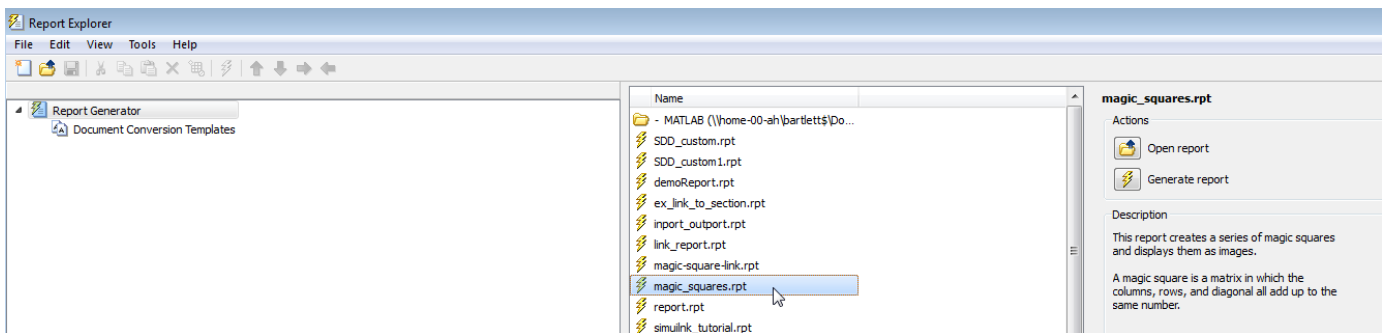 Report Explorer
File Edit View Tools Help
Report Generator
Document Conversion Templates
Name
- MATLAB (\\home-00-ah\bartlett$\Do...
SDD_custom.rpt
SDD_custom1.rpt
demoReport.rpt
ex_link_to_section.rpt
inport_outport.rpt
link_report.rpt
magic-square-link.rpt
magic_squares.rpt
report.rpt
simuilnk_tutorial.rpt
magic_squares.rpt
Actions
Open report
Generate report
Description
This report creates a series of magic squares
and displays them as images.
A magic square is a matrix in which the
columns, rows, and diagonal all add up to the
same number.